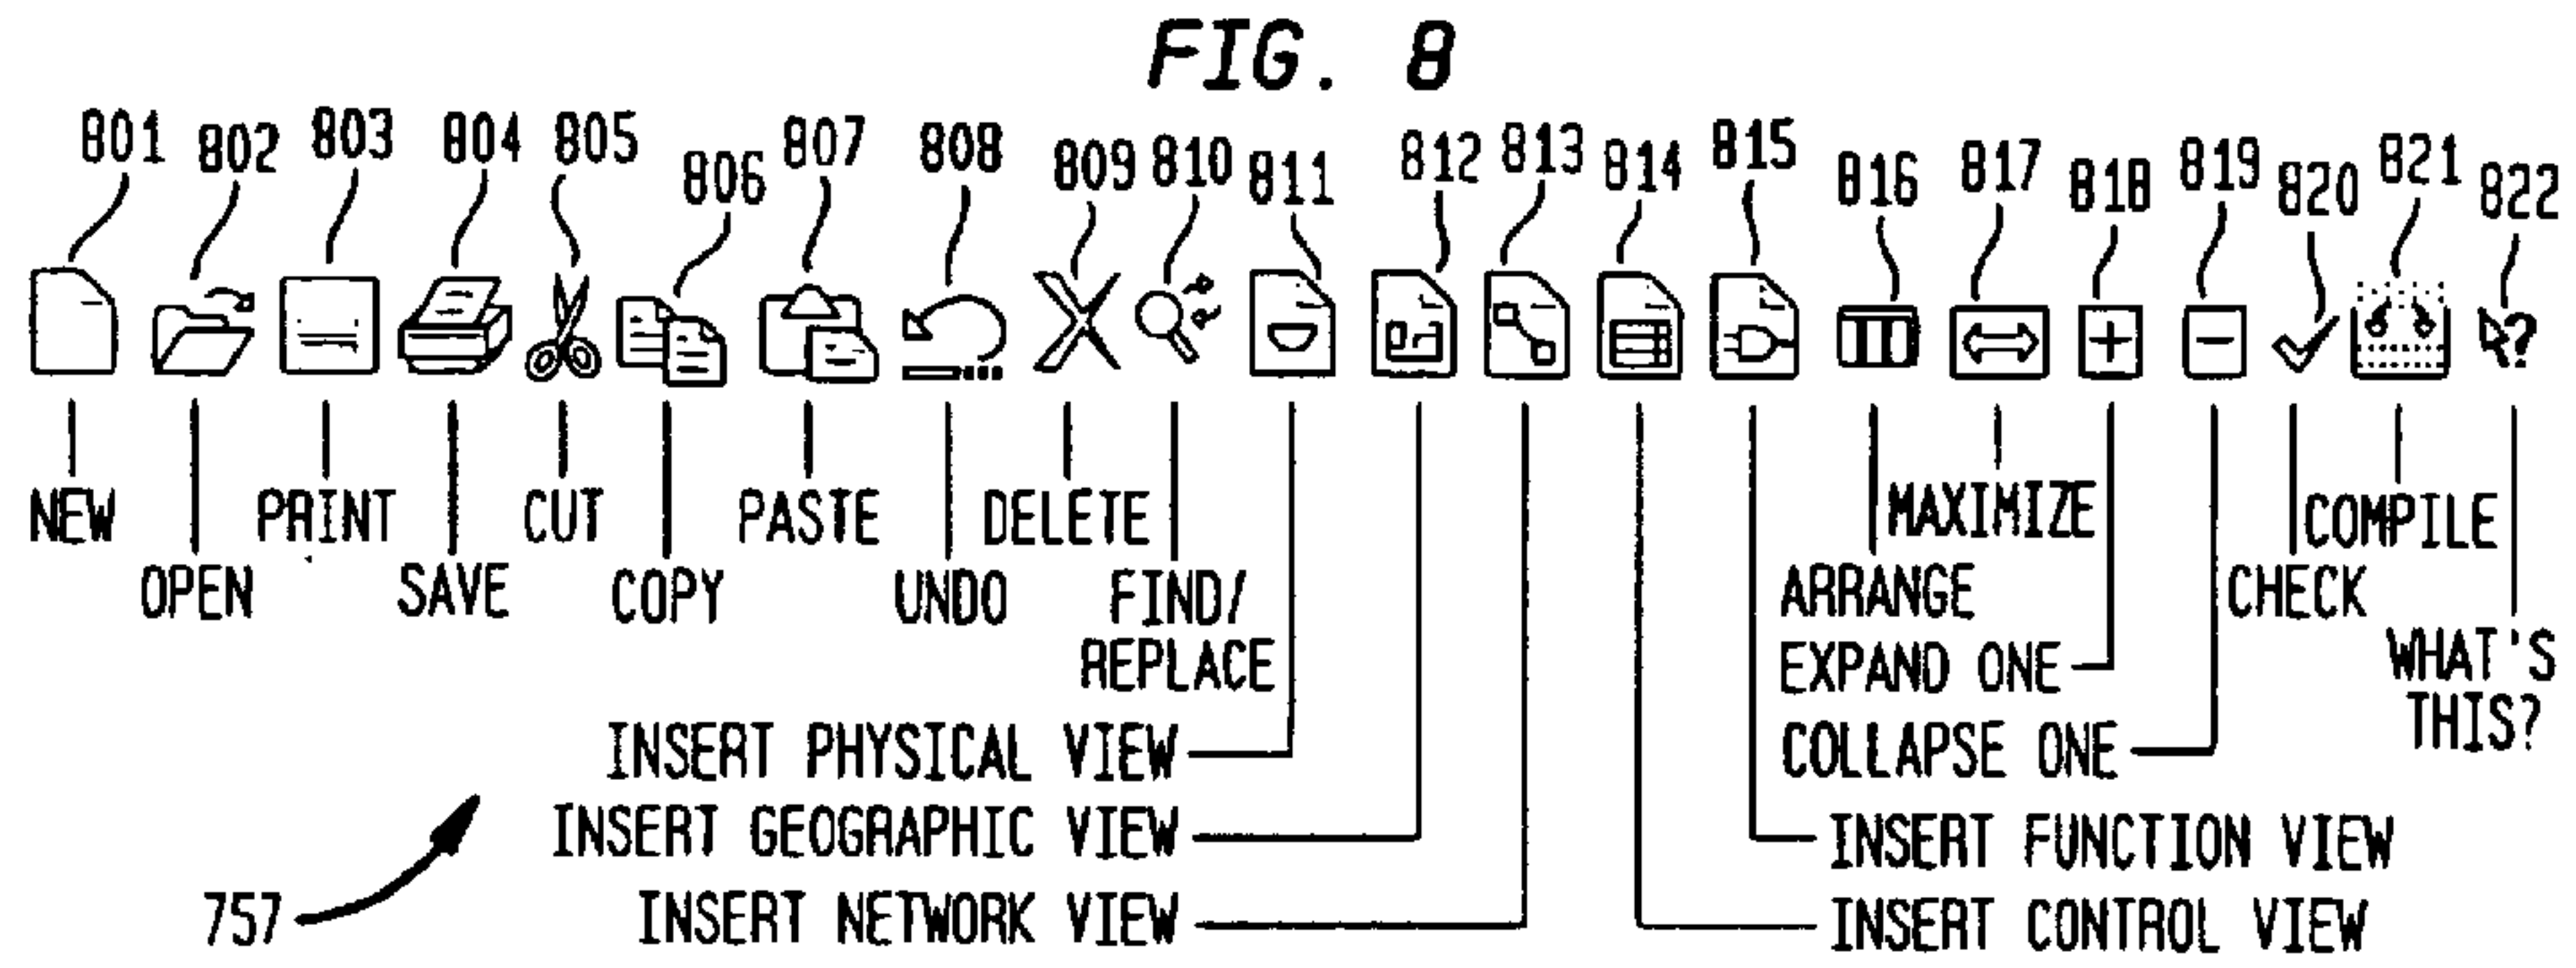 FIG. 8
801 802 803 804 805 806 807 808 809 810 811 812 813 814 815 816 817 818 819 820 821 822
?
NEW PRINT CUT PASTE DELETE MAXIMIZE COMPILE
OPEN SAVE COPY UNDO FIND/ ARRANGE CHECK
REPLACE EXPAND ONE WHAT'S
INSERT PHYSICAL VIEW COLLAPSE ONE THIS?
INSERT GEOGRAPHIC VIEW INSERT FUNCTION VIEW
757 INSERT NETWORK VIEW INSERT CONTROL VIEW